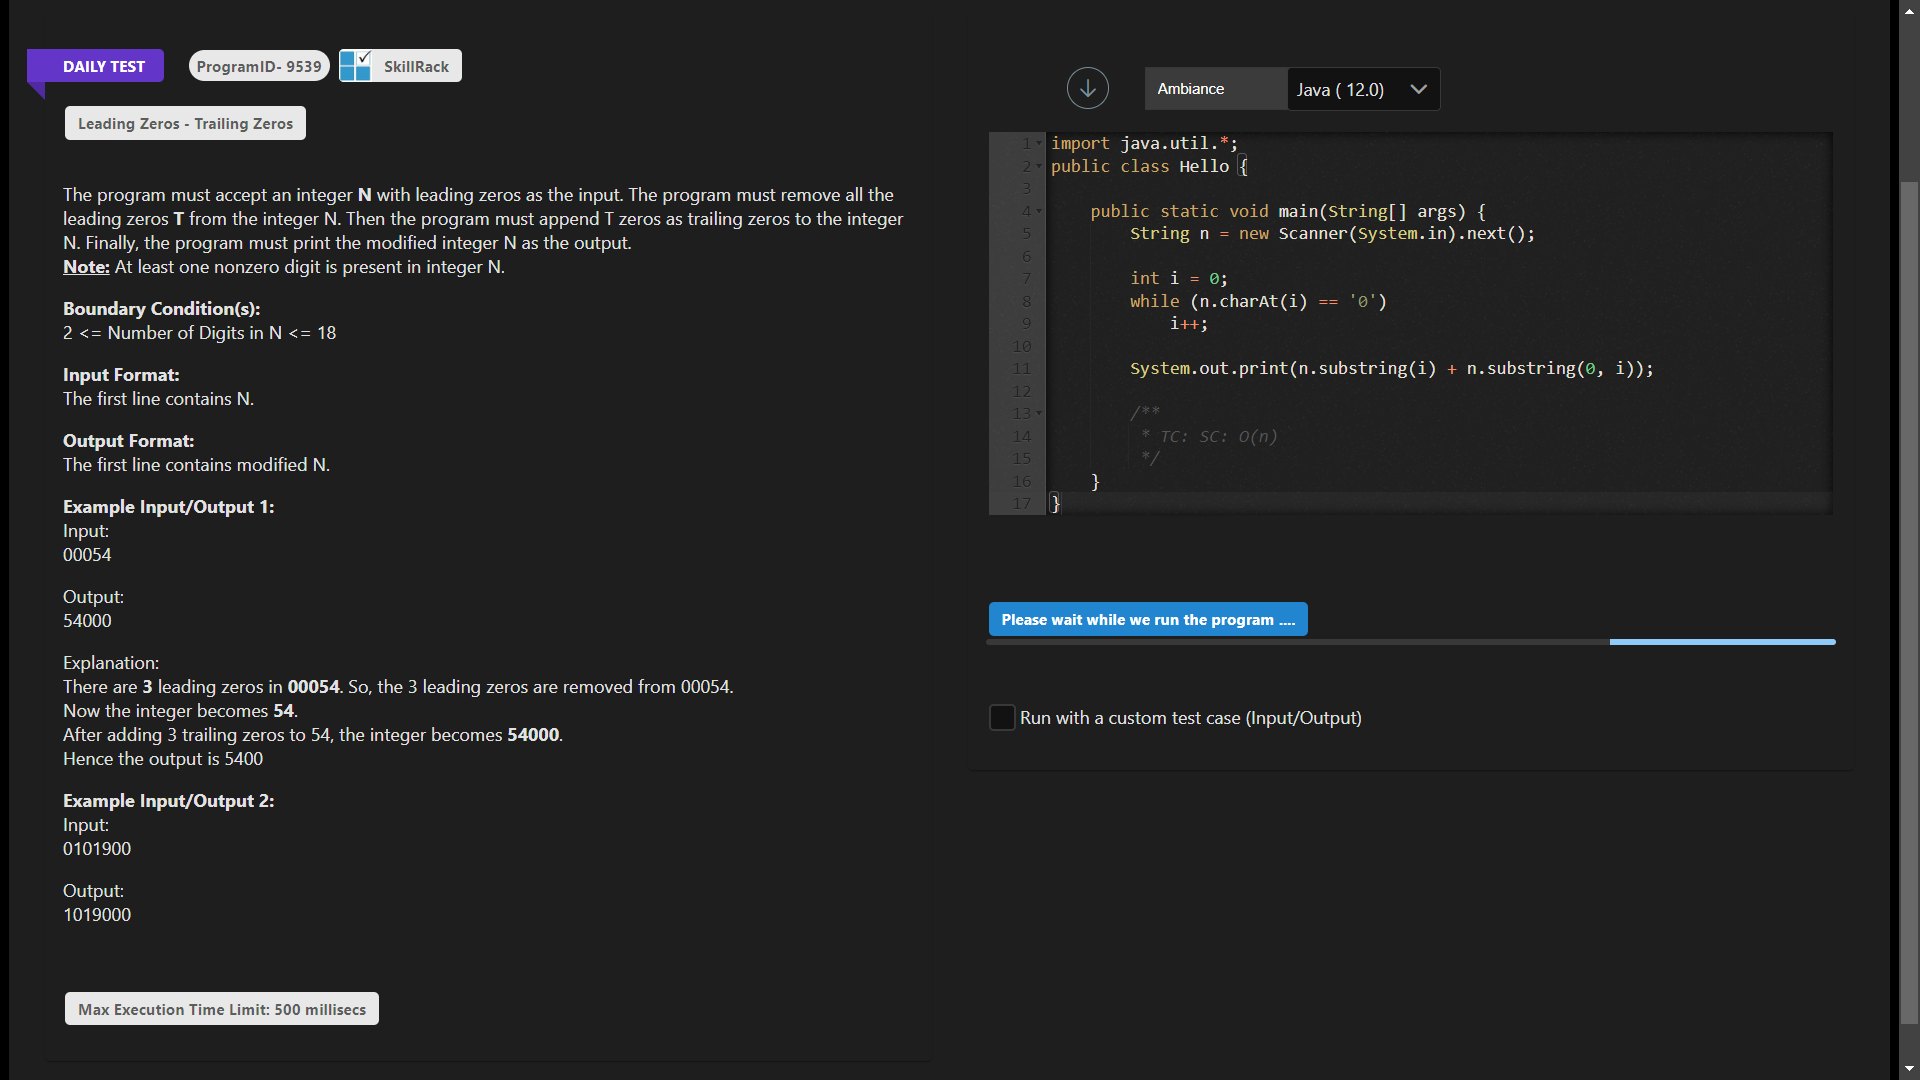 DAILY TEST
ProgramID- 9539
SkillRack
Leading Zeros - Trailing Zeros
The program must accept an integer N with leading zeros as the input. The program must remove all the
leading zeros T from the integer N. Then the program must append T zeros as trailing zeros to the integer
N. Finally, the program must print the modified integer N as the output.
Note: At least one nonzero digit is present in integer N.
Boundary Condition(s):
2 <= Number of Digits in N <= 18
Input Format:
The first line contains N.
Output Format:
The first line contains modified N.
Example Input/Output 1:
Input:
00054
Output:
54000
Explanation:
There are 3 leading zeros in 00054. So, the 3 leading zeros are removed from 00054.
Now the integer becomes 54.
After adding 3 trailing zeros to 54, the integer becomes 54000.
Hence the output is 5400
Example Input/Output 2:
Input:
0101900
Output:
1019000
Max Execution Time Limit: 500 millisecs
Ambiance
Java ( 12.0)
1 import java.util.*;
2 public class Hello {
3
4 public static void main(String[] args) {
5 String n = new Scanner(System.in).next();
6
7 int i = 0;
8 while (n.charAt(i) == '0')
9 i++;
10
11 System.out.print(n.substring(i) + n.substring(0, i));
12
13 /**
14 * TC: SC: O(n)
15 */
16 }
17 }
Please wait while we run the program ....
Run with a custom test case (Input/Output)